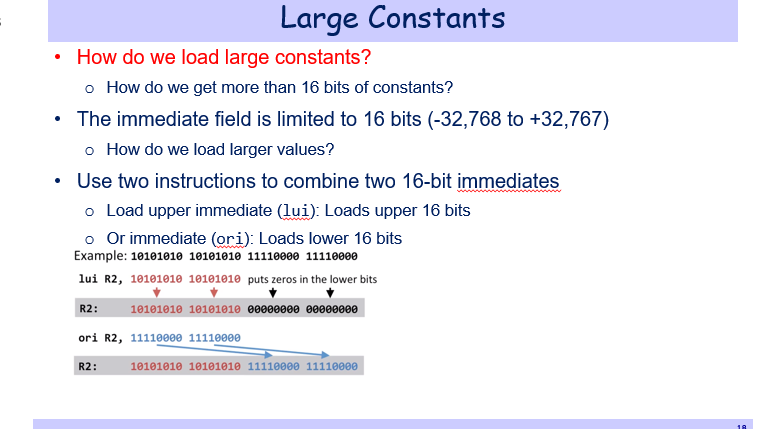 Large Constants
• How do we load large constants?
o How do we get more than 16 bits of constants?
• The immediate field is limited to 16 bits (-32,768 to +32,767)
o How do we load larger values?
• Use two instructions to combine two 16-bit immediates
o Load upper immediate (lui): Loads upper 16 bits
o Or immediate (ori): Loads lower 16 bits
Example: 10101010 10101010 11110000 11110000
lui R2, 10101010 10101010 puts zeros in the lower bits
R2: 10101010 10101010 00000000 00000000
ori R2, 11110000 11110000
R2: 10101010 10101010 11110000 11110000
18